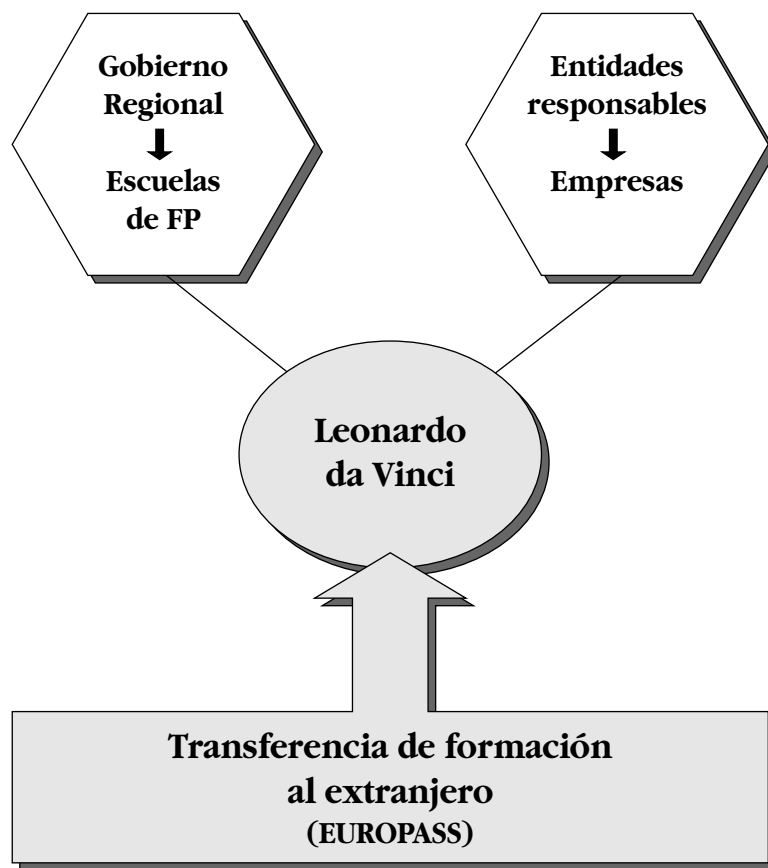 Gobierno
Regional
Escuelas
de FP
Entidades
responsables
Empresas
Leonardo
da Vinci
Transferencia de formación
al extranjero
(EUROPASS)